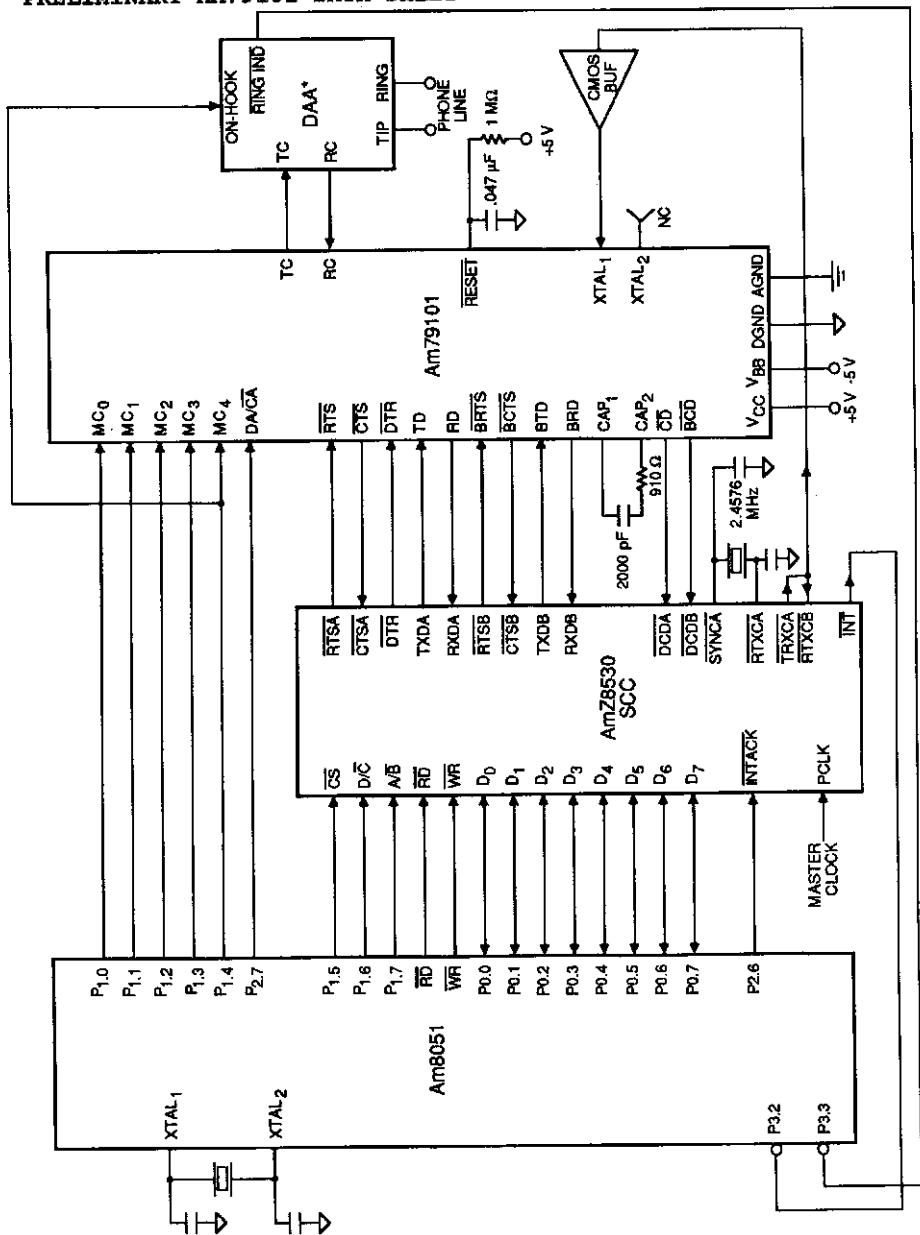 Am8051
XTAL1
XTAL2
P1.0
P1.1
P1.2
P1.3
P1.4
P2.7
P1.5
P1.6
P1.7
RD
WR
P0.0
P0.1
P0.2
P0.3
P0.4
P0.5
P0.6
P0.7
P2.6
P3.2
P3.3
MASTER
CLOCK
AmZ8530
SCC
CS
D/C
A/B
RD
WR
D0
D1
D2
D3
D4
D5
D6
D7
INTACK
PCLK
RTSA
CTSA
DTR
TXDA
RXDA
RTSB
CTSB
TXDB
RXDB
DCDA
DCDB
SYNCA
RTXCA
TRXCA
RTXCB
INT
2000 pF
910 Ω
2.4576
MHz
Am79101
MC0
MC1
MC2
MC3
MC4
DA/CA
RTS
CTS
DTR
TD
RD
BRTS
BCTS
BTD
BRD
CAP1
CAP2
CD
BCD
TC
RC
RESET
XTAL1
XTAL2
NC
VCC
VBB
DGND
AGND
+5 V
-5 V
.047 µF
1 MΩ
+5 V
ON-HOOK
RING IND
DAA*
TC
RC
TIP
RING
PHONE
LINE
CMOS
BUF